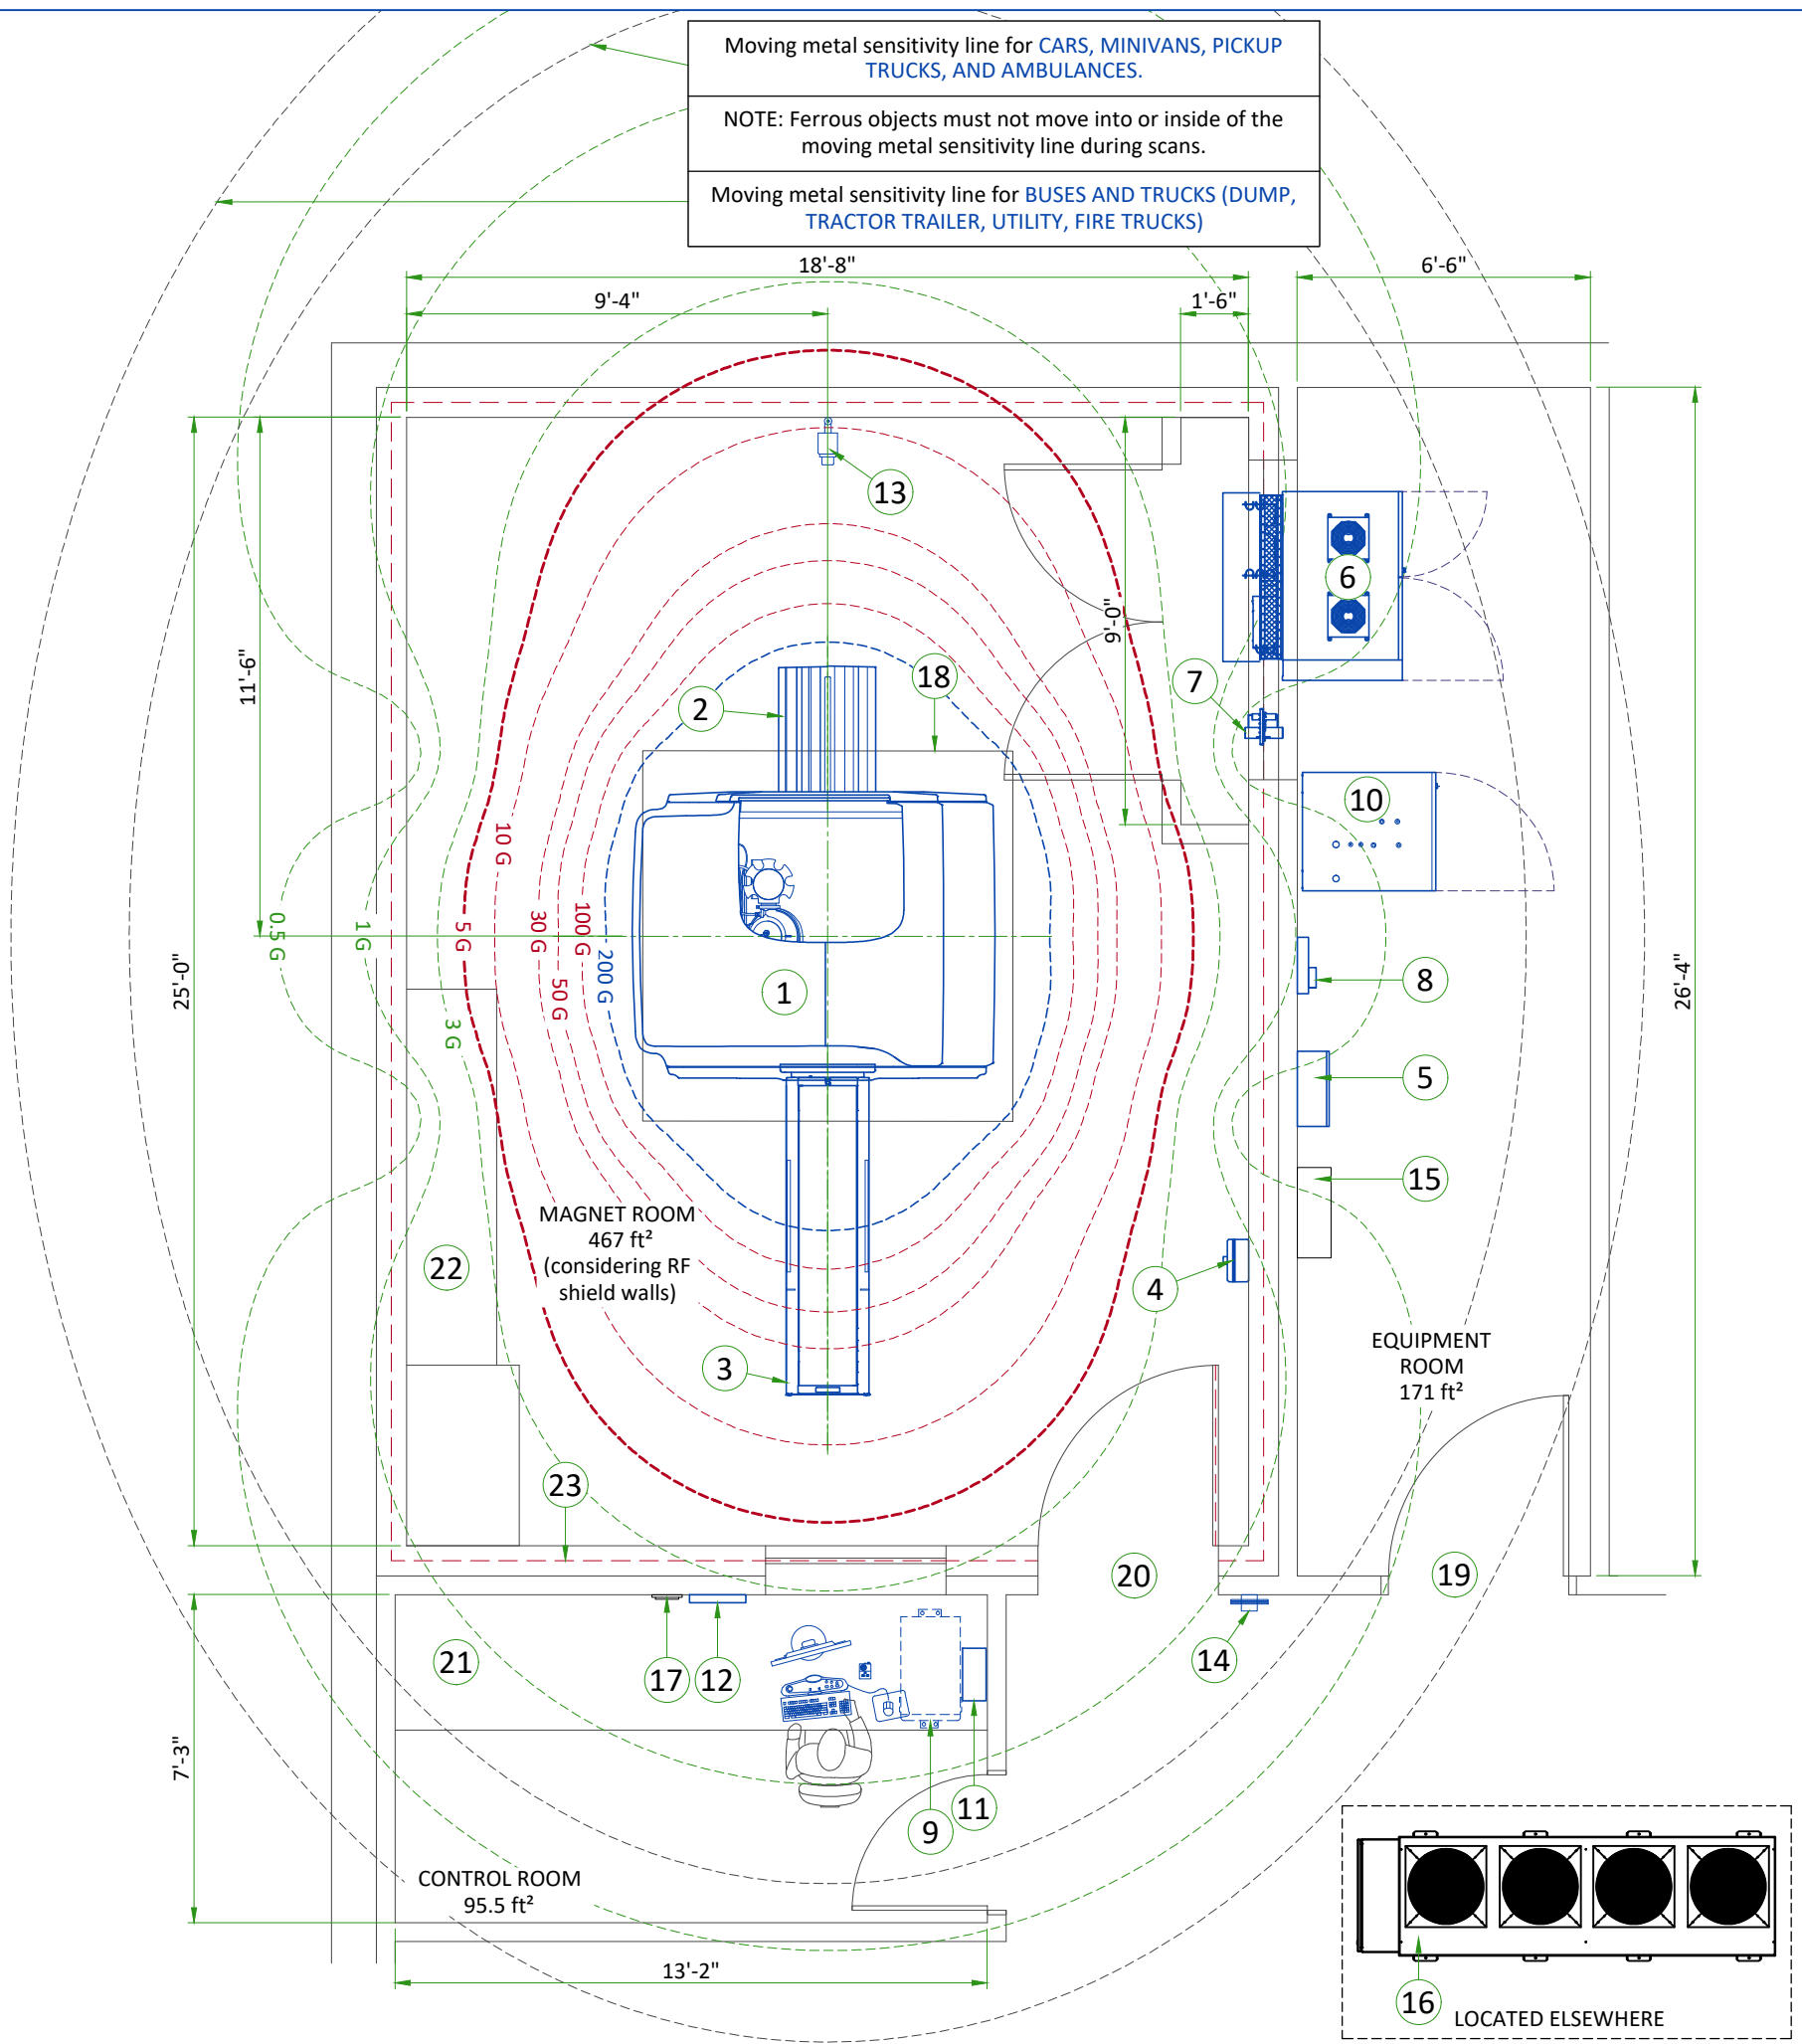 Moving metal sensitivity line for CARS, MINIVANS, PICKUP
TRUCKS, AND AMBULANCES.
NOTE: Ferrous objects must not move into or inside of the
moving metal sensitivity line during scans.
Moving metal sensitivity line for BUSES AND TRUCKS (DUMP,
TRACTOR TRAILER, UTILITY, FIRE TRUCKS)
18'-8"
6'-6"
9'-4"
1'-6"
13
6
9'-0"
11'-6"
18
7
2
10
10 G
30 G
100 G
0.5 G
1 G
5 G
200 G
50 G
3 G
25'-0"
26'-4"
1
8
5
15
MAGNET ROOM
467 ft²
(considering RF
shield walls)
22
4
3
EQUIPMENT
ROOM
171 ft²
23
20
19
21
17
12
14
7'-3"
11
9
CONTROL ROOM
95.5 ft²
13'-2"
16
LOCATED ELSEWHERE